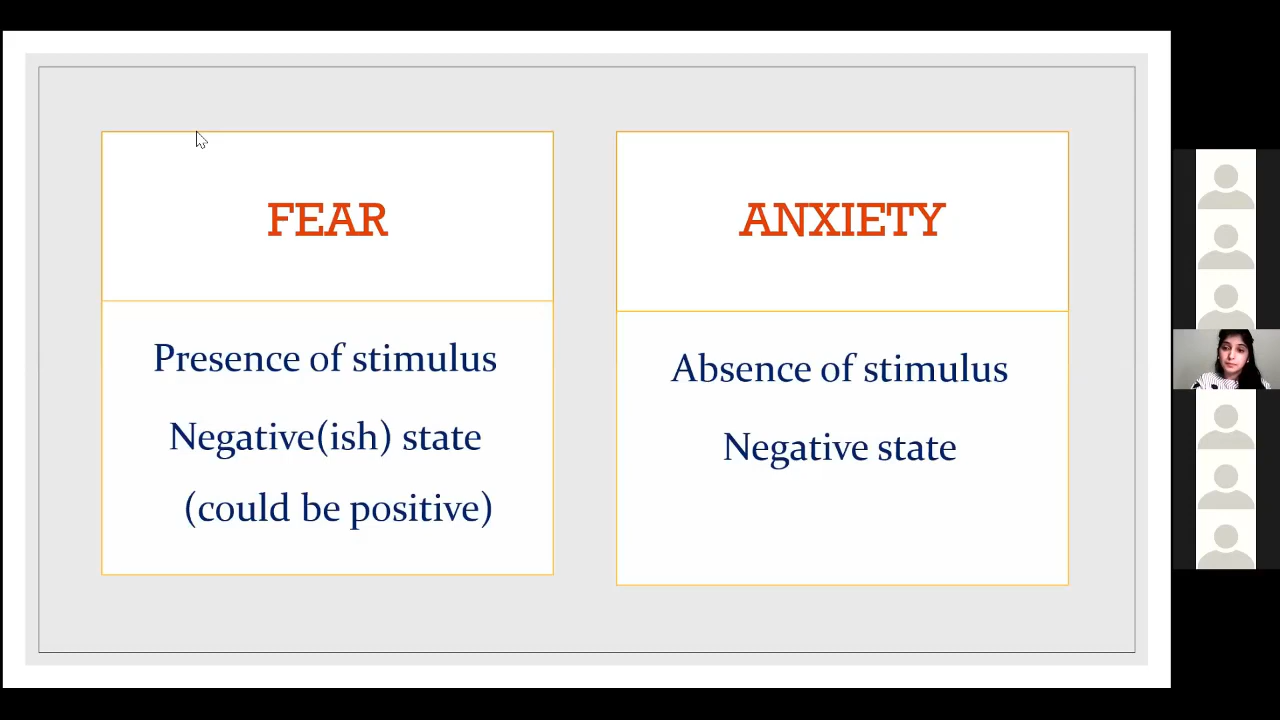 FEAR
Presence of stimulus
Negative(ish) state
(could be positive)
ANXIETY
Absence of stimulus
Negative state